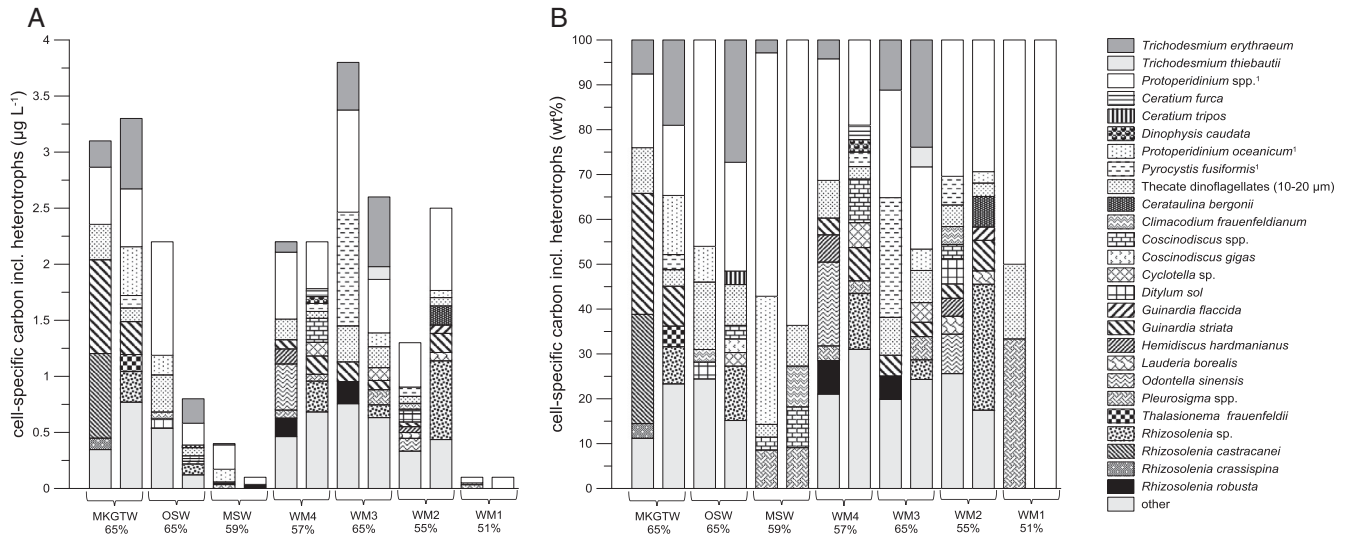 A
B
cell-specific carbon incl. heterotrophs (µg L⁻¹)
4
3.5
3
2.5
2
1.5
1
0.5
0
MKGTW
65%
OSW
65%
MSW
59%
WM4
57%
WM3
65%
WM2
55%
WM1
51%
cell-specific carbon incl. heterotrophs (wt%)
100
90
80
70
60
50
40
30
20
10
0
MKGTW
65%
OSW
65%
MSW
59%
WM4
57%
WM3
65%
WM2
55%
WM1
51%
Trichodesmium erythraeum
Trichodesmium thiebautii
Protoperidinium spp.¹
Ceratium furca
Ceratium tripos
Dinophysis caudata
Protoperidinium oceanicum¹
Pyrocystis fusiformis¹
Thecate dinoflagellates (10-20 µm)
Cerataulina bergonii
Climacodium frauenfeldianum
Coscinodiscus spp.
Coscinodiscus gigas
Cyclotella sp.
Ditylum sol
Guinardia flaccida
Guinardia striata
Hemidiscus hardmanianus
Lauderia borealis
Odontella sinensis
Pleurosigma spp.
Thalasionema frauenfeldii
Rhizosolenia sp.
Rhizosolenia castracanei
Rhizosolenia crassispina
Rhizosolenia robusta
other